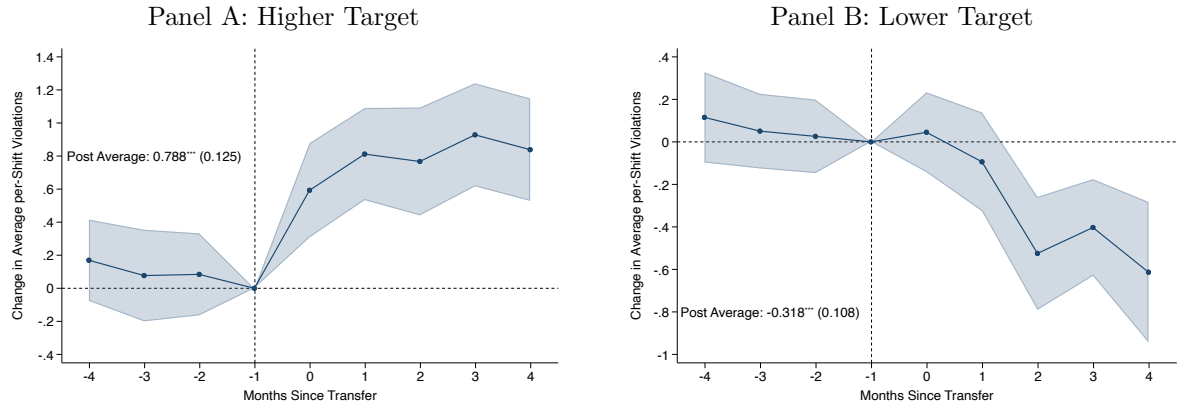 Panel A: Higher Target
Change in Average per-Shift Violations
1.4
1.2
1
.8
.6
.4
.2
0
-.2
-.4
Post Average: 0.788*** (0.125)
-4 -3 -2 -1 0 1 2 3 4
Months Since Transfer
Panel B: Lower Target
Change in Average per-Shift Violations
.4
.2
0
-.2
-.4
-.6
-.8
-1
Post Average: -0.318*** (0.108)
-4 -3 -2 -1 0 1 2 3 4
Months Since Transfer